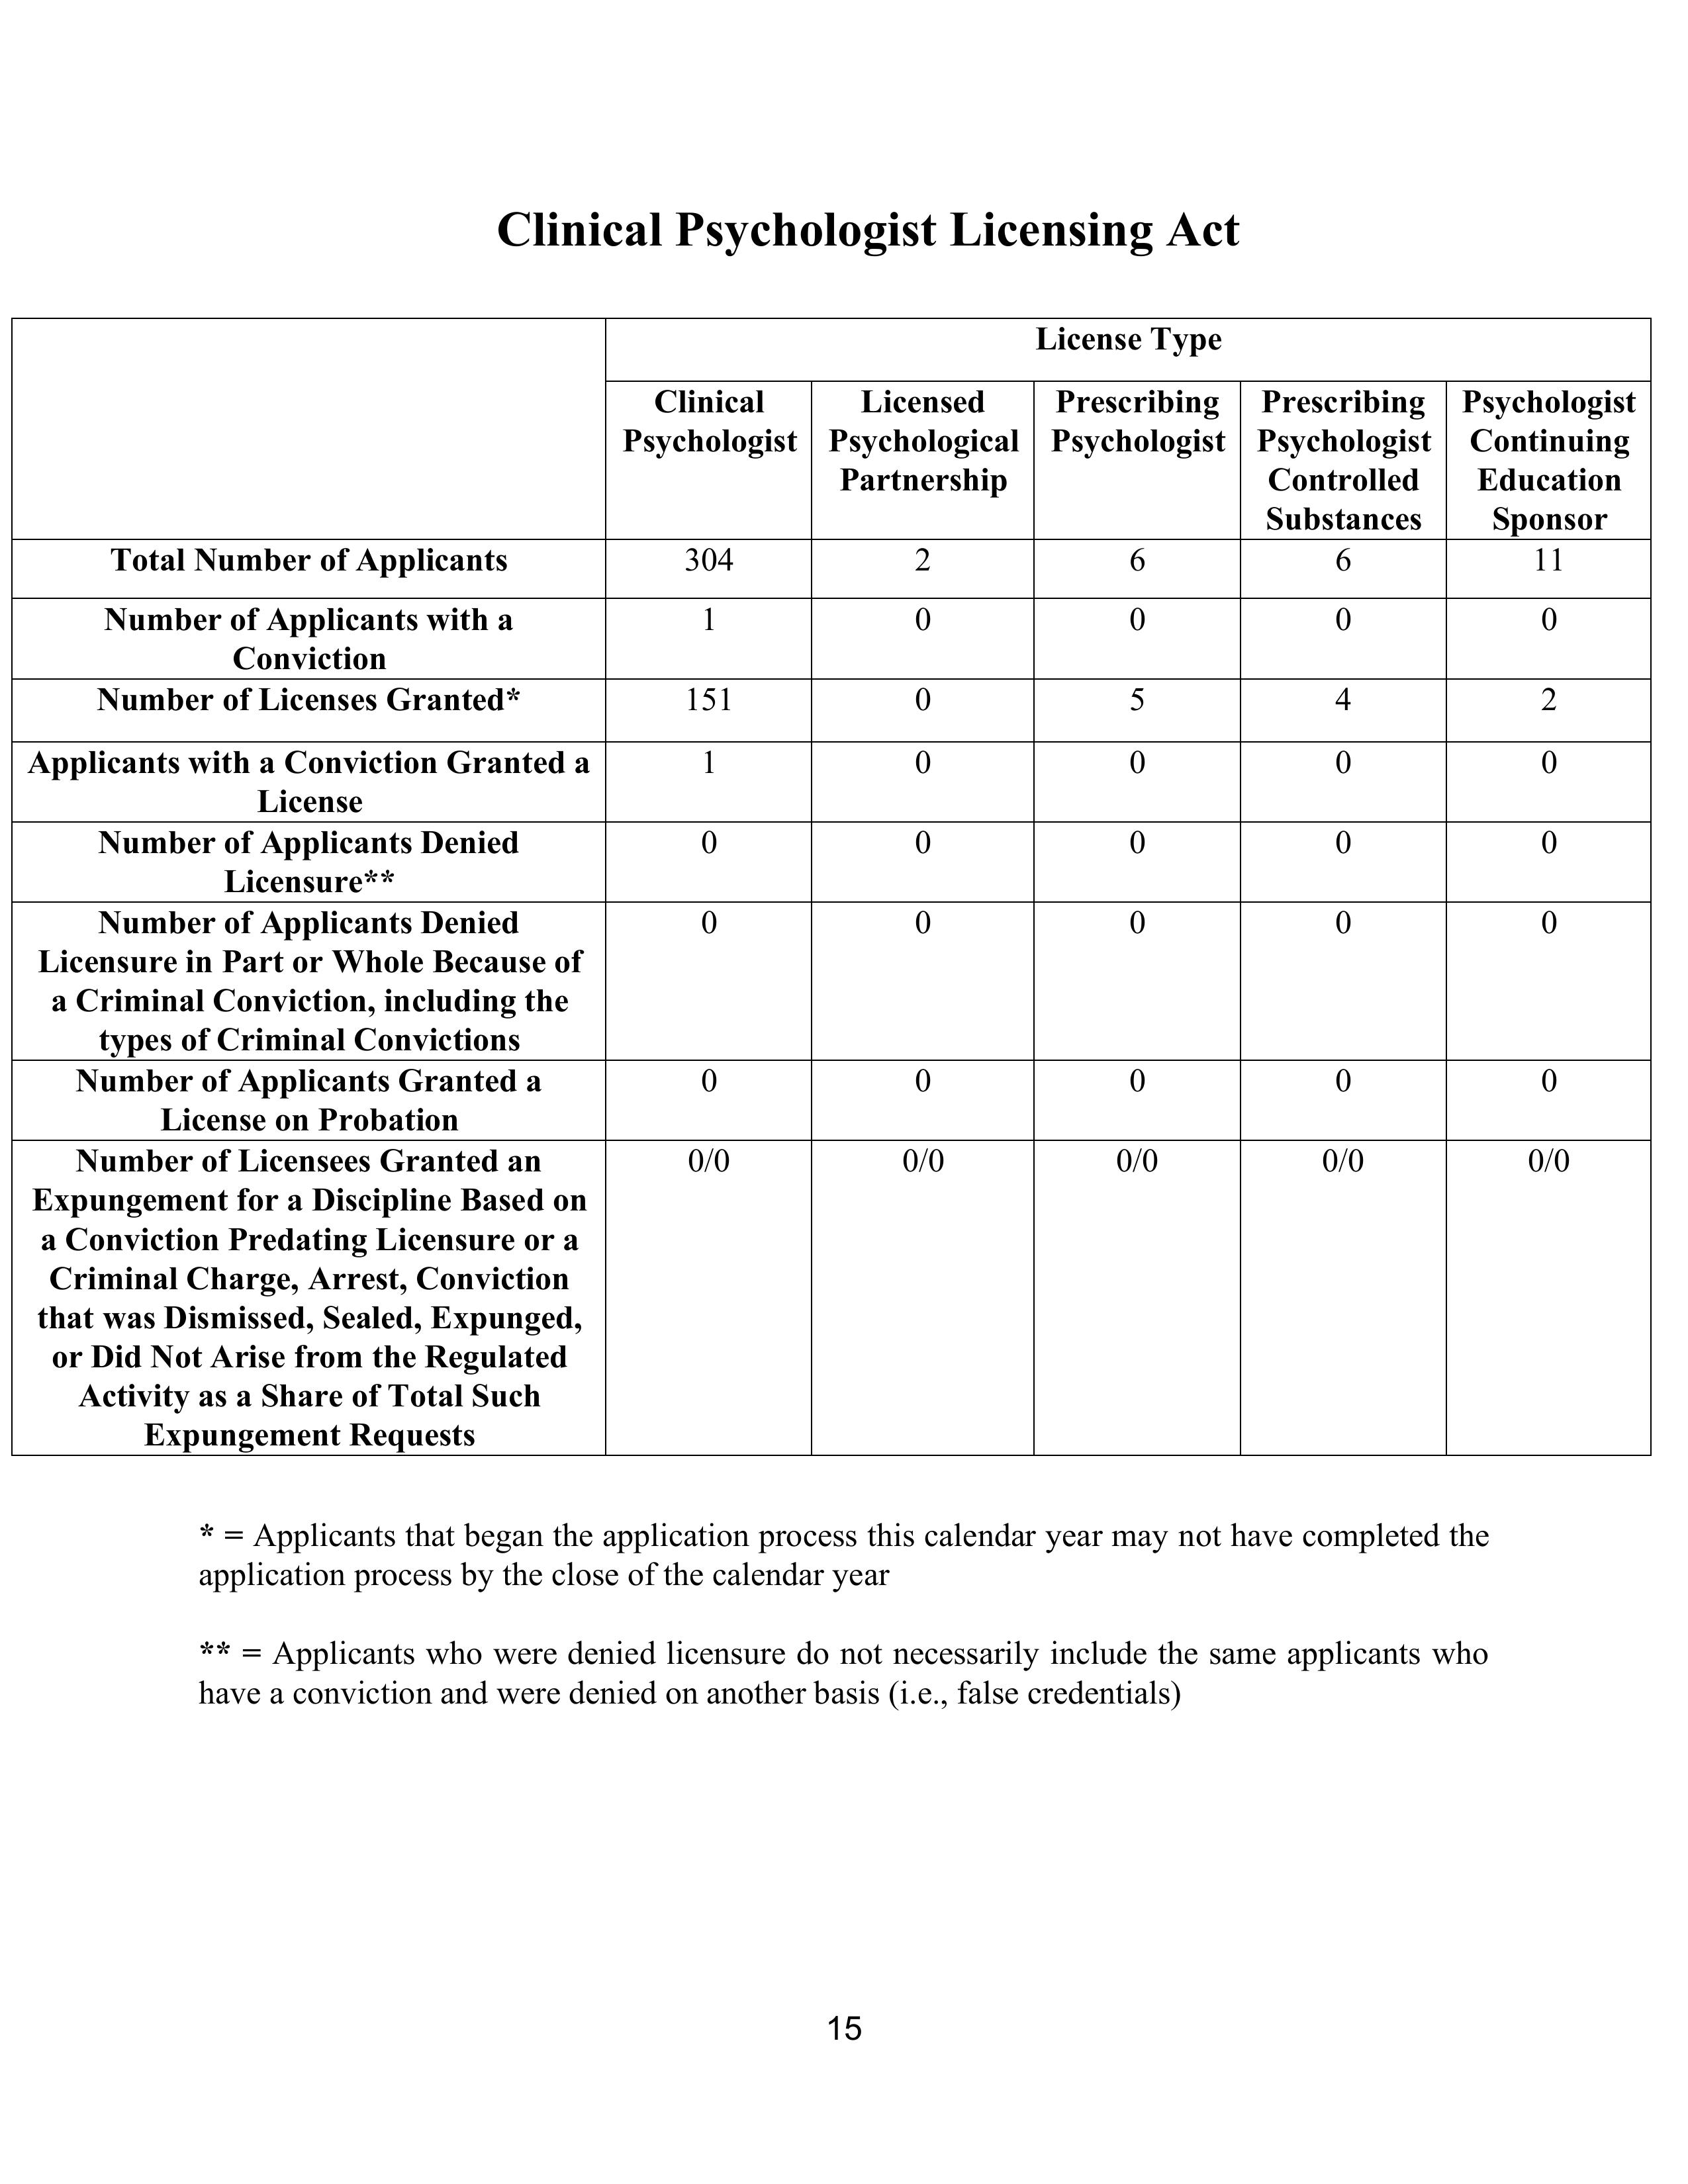 Clinical Psychologist Licensing Act
License Type
Clinical Psychologist
Licensed Psychological Partnership
Prescribing Psychologist
Prescribing Psychologist Controlled Substances
Psychologist Continuing Education Sponsor
Total Number of Applicants 304 2 6 6 11
Number of Applicants with a 1 0 0 0 0
Conviction
Number of Licenses Granted* 151 0 5 4 2
Applicants with a Conviction Granted a 1 0 0 0 0
License
Number of Applicants Denied 0 0 0 0 0
Licensure**
Number of Applicants Denied 0 0 0 0 0
Licensure in Part or Whole Because of
a Criminal Conviction, including the
types of Criminal Convictions
Number of Applicants Granted a 0 0 0 0 0
License on Probation
Number of Licensees Granted an 0/0 0/0 0/0 0/0 0/0
Expungement for a Discipline Based on
a Conviction Predating Licensure or a
Criminal Charge, Arrest, Conviction
that was Dismissed, Sealed, Expunged,
or Did Not Arise from the Regulated
Activity as a Share of Total Such
Expungement Requests
* = Applicants that began the application process this calendar year may not have completed the
application process by the close of the calendar year
** = Applicants who were denied licensure do not necessarily include the same applicants who
have a conviction and were denied on another basis (i.e., false credentials)
15